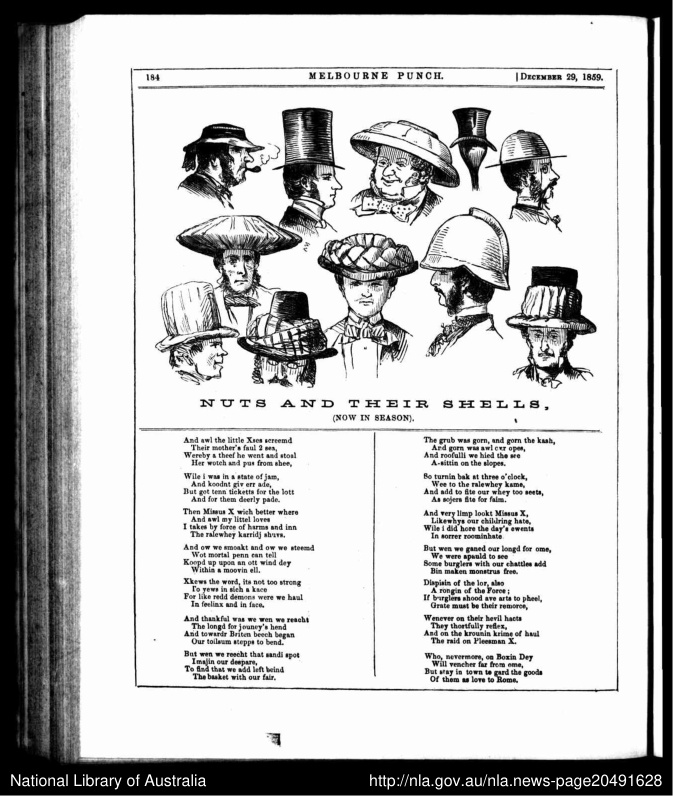 184
MELBOURNE PUNCH.
[DECEMBER 29, 1859.
NUTS AND THEIR SHELLS,
(NOW IN SEASON).
And awl the little Xses screemd
Their mother's faul 2 sea,
Wereby a theef he went and stosl
Her wotch and pus from shee,
Wile i was in a state of jam,
And koodnt giv err ade,
But got tenn ticketts for the lott
And for them deerly pade.
Then Missus X wich better where
And awl my littel loves
I takes by force of harms and inn
The ralewhey karridj shuvs.
And ow we smoakt and ow we steemd
Wot mortal penn can tell
Koopd up upon an ott wind dey
Within a moovin ell.
Xkews the word, its not too strong
To yews in sich a kace
For like redd demons were we haul
In feelinx and in face.
And thankful was we wen we reacht
The longd for jouney's hend
And towardr Briten beech began
Our toilsum stepps to bend.
But wen we reecht that sandi spot
Imajin our despare,
To find that we add left beind
The basket with our fair.
The grub was gorn, and gorn the kash,
And gorn was awl our opes,
And roofulli we hied the see
A-sittin on the slopes.
So turnin bak at three o'clock,
Wee to the ralewhey kame,
And add to fite our whey too seets,
As sojers fite for faim.
And very limp lookt Missus X,
Likewhys our childring hate,
Wile i did hore the day's ewents
In sorrer roominhate
But wen we ganed our longd for ome,
We were apauld to see
Some burglers with our chattles add
Bin maken monstrus free.
Dispisin of the lor, also
A rongin of the Force;
If burglers shood ave arts to pheel,
Grate must be their remorce,
Wenever on their hevil hacts
They thortfully reflex,
And on the krounin krime of haul
The raid on Pleesman X.
Who, nevermore, on Boxin Dey
Will vencher far from ome,
But stay in town to gard the goods
Of them as love to Rome.
National Library of Australia
http://nla.gov.au/nla.news-page20491628